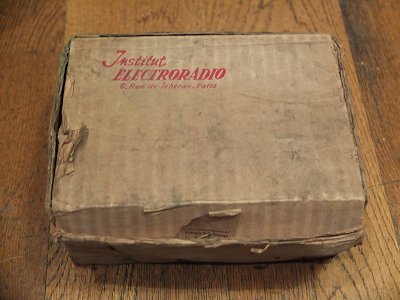 Institut
ELECTRORADIO
6, Rue de Téhéran. Paris